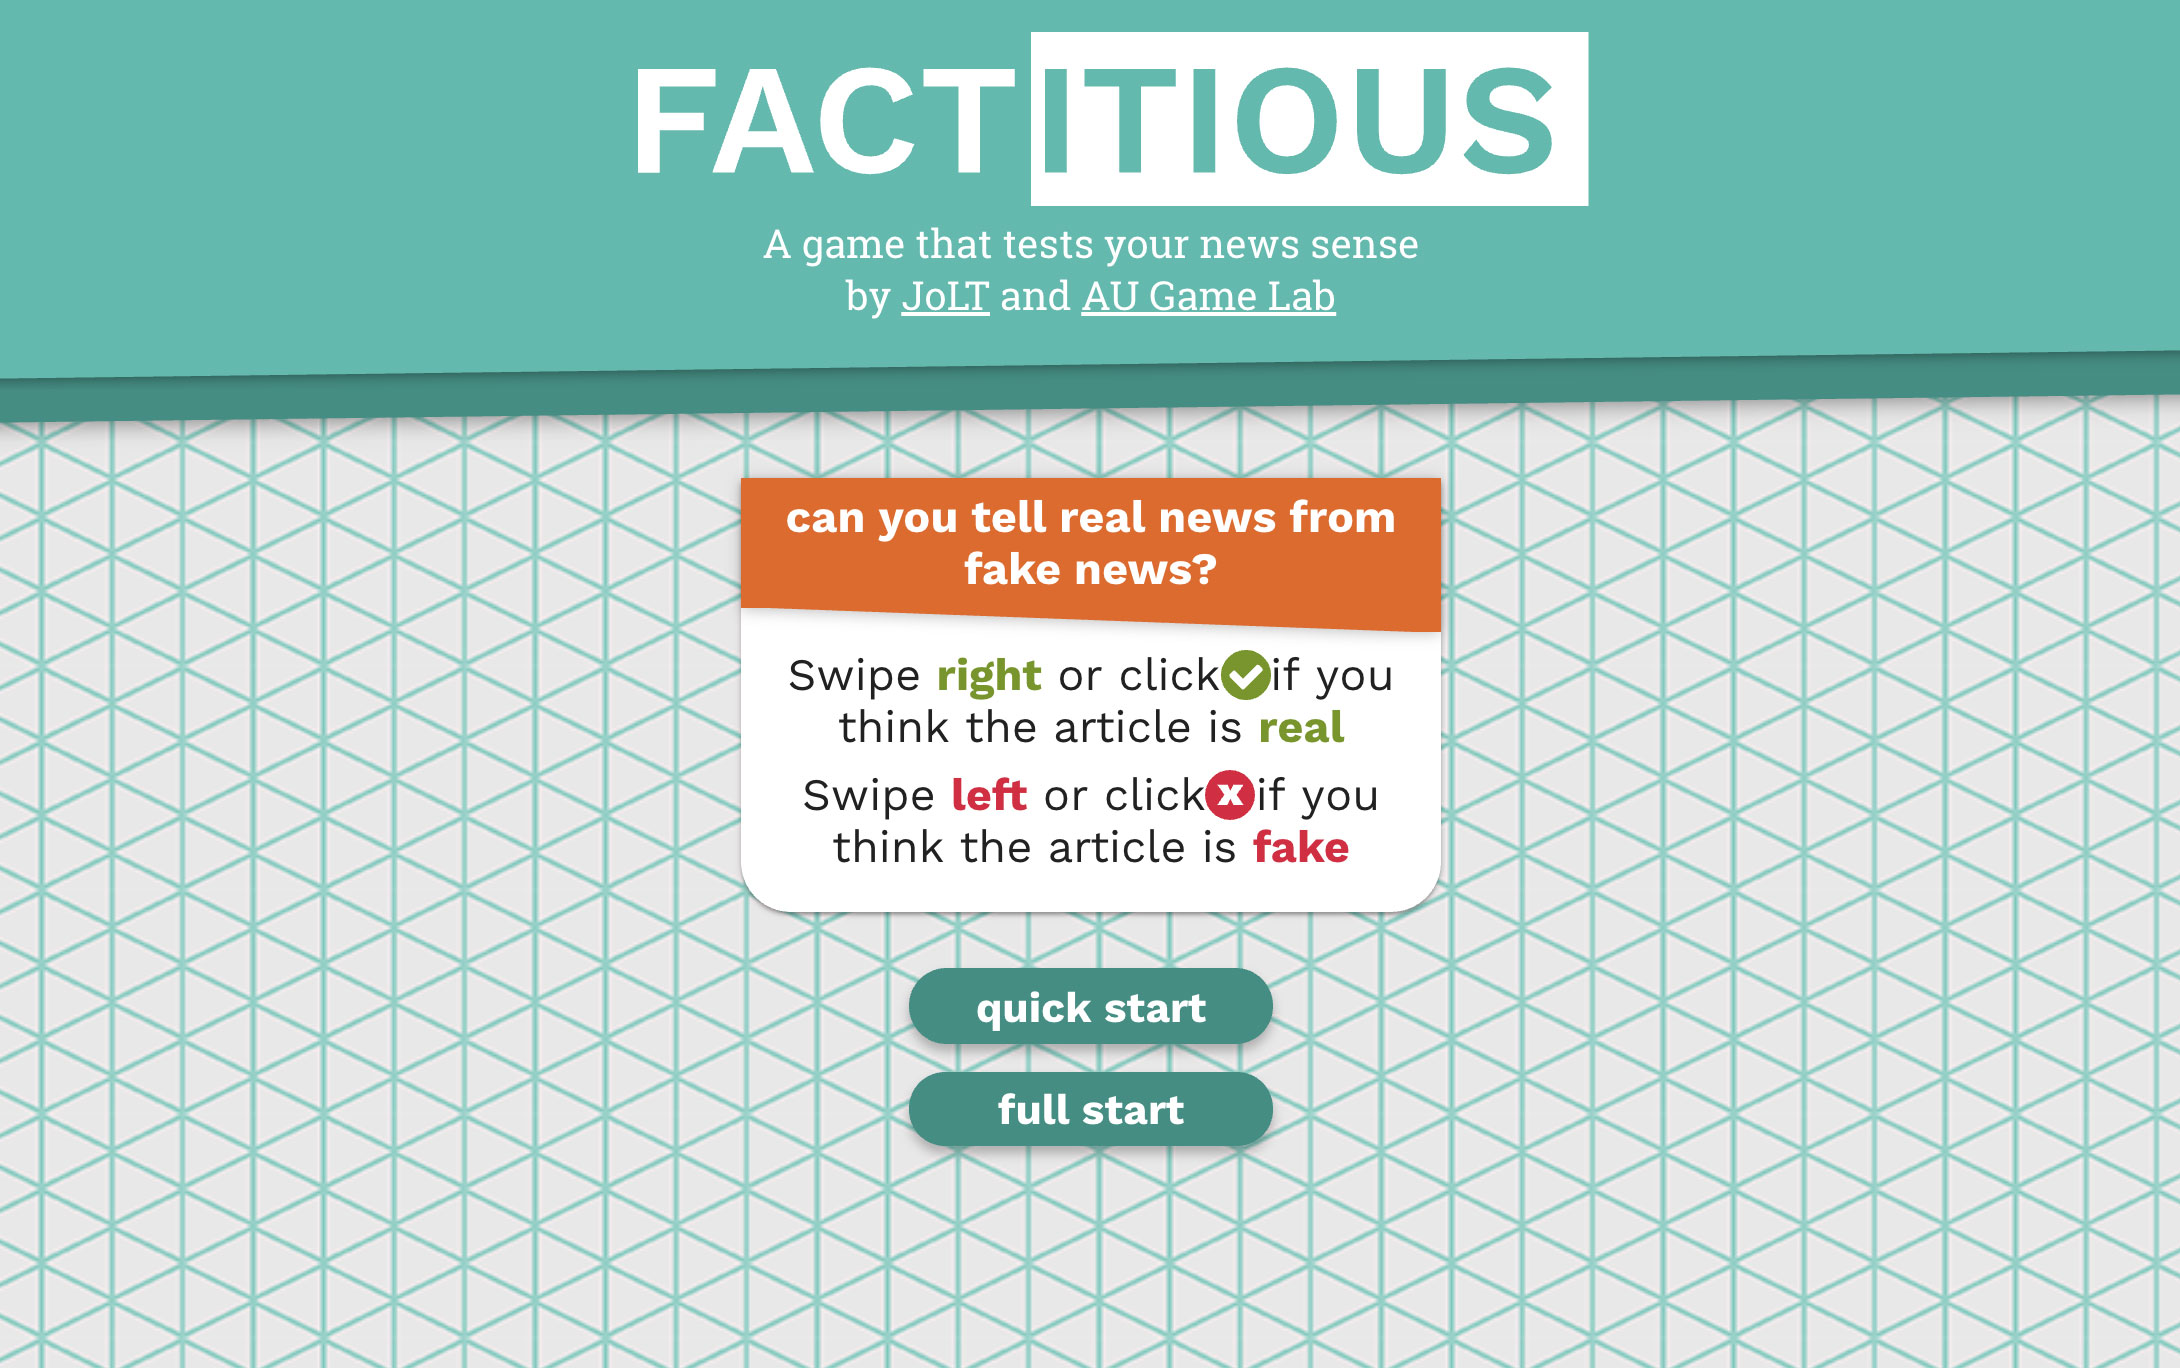 FACTITIOUS
A game that tests your news sense
by JoLT and AU Game Lab
can you tell real news from
fake news?
Swipe right or click if you
think the article is real
Swipe left or click x if you
think the article is fake
quick start
full start